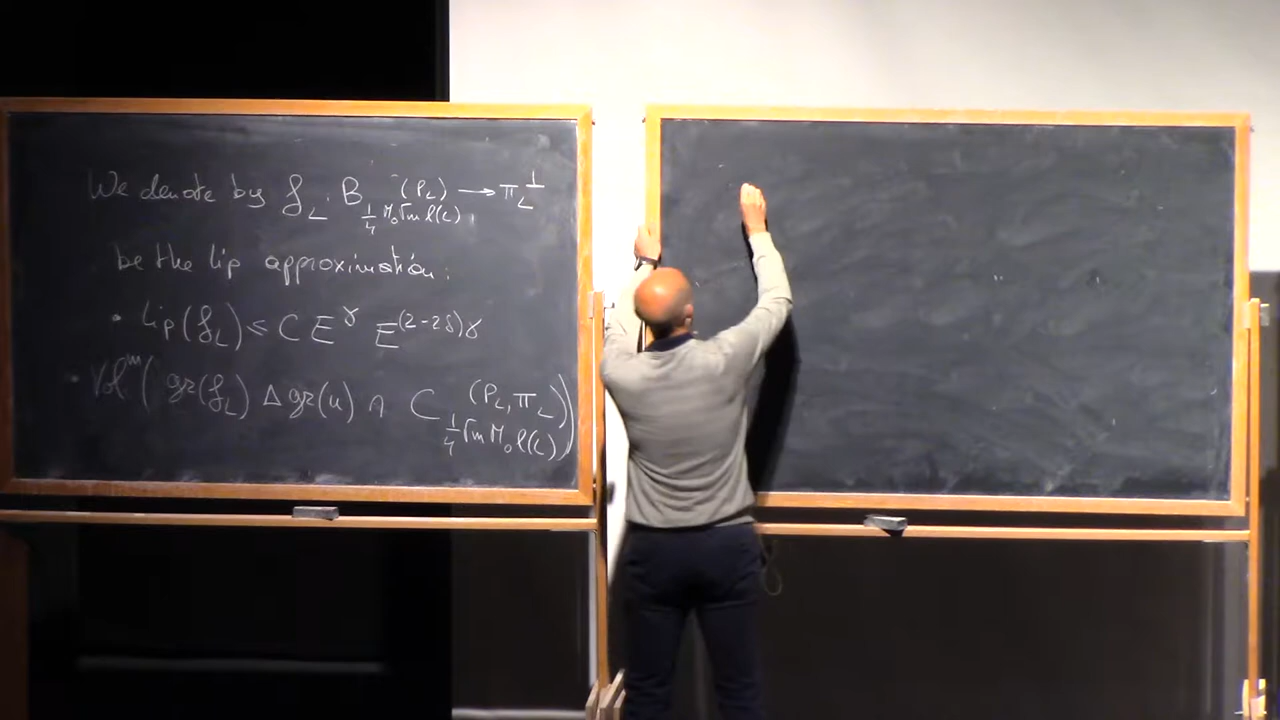 We denote by f_L : B_{1/4 M_0 √m l(L)} (p_L) → π_L^⊥
be the lip approximation:
• Lip(f_L) ≤ C E^γ E^{(2-2δ)γ}
• Vol^m ( gr(f_L) Δ gr(u) ∩ C_{1/4 √m M_0 l(L)} (p_L, π_L) )